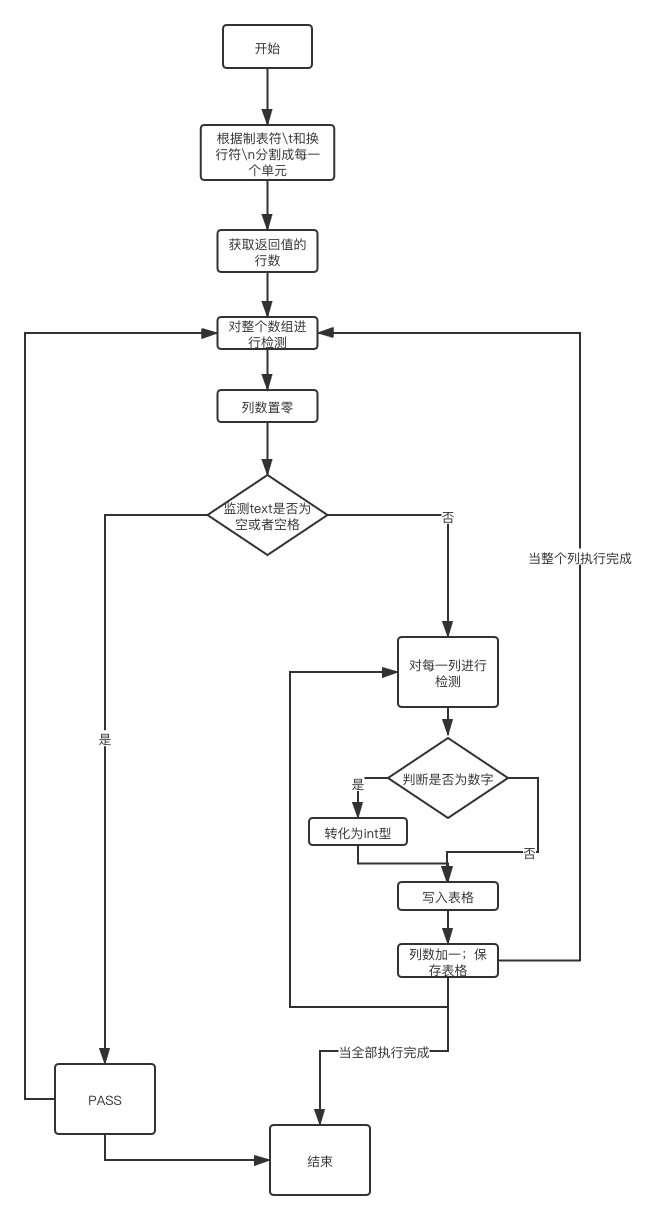 开始
根据制表符\t和换
行符\n分割成每一
个单元
获取返回值的
行数
对整个数组进
行检测
列数置零
监测text是否为
空或者空格
否
当整个列执行完成
对每一列进行
检测
是
判断是否为数字
是
转化为int型
否
写入表格
列数加一；保
存表格
当全部执行完成
PASS
结束